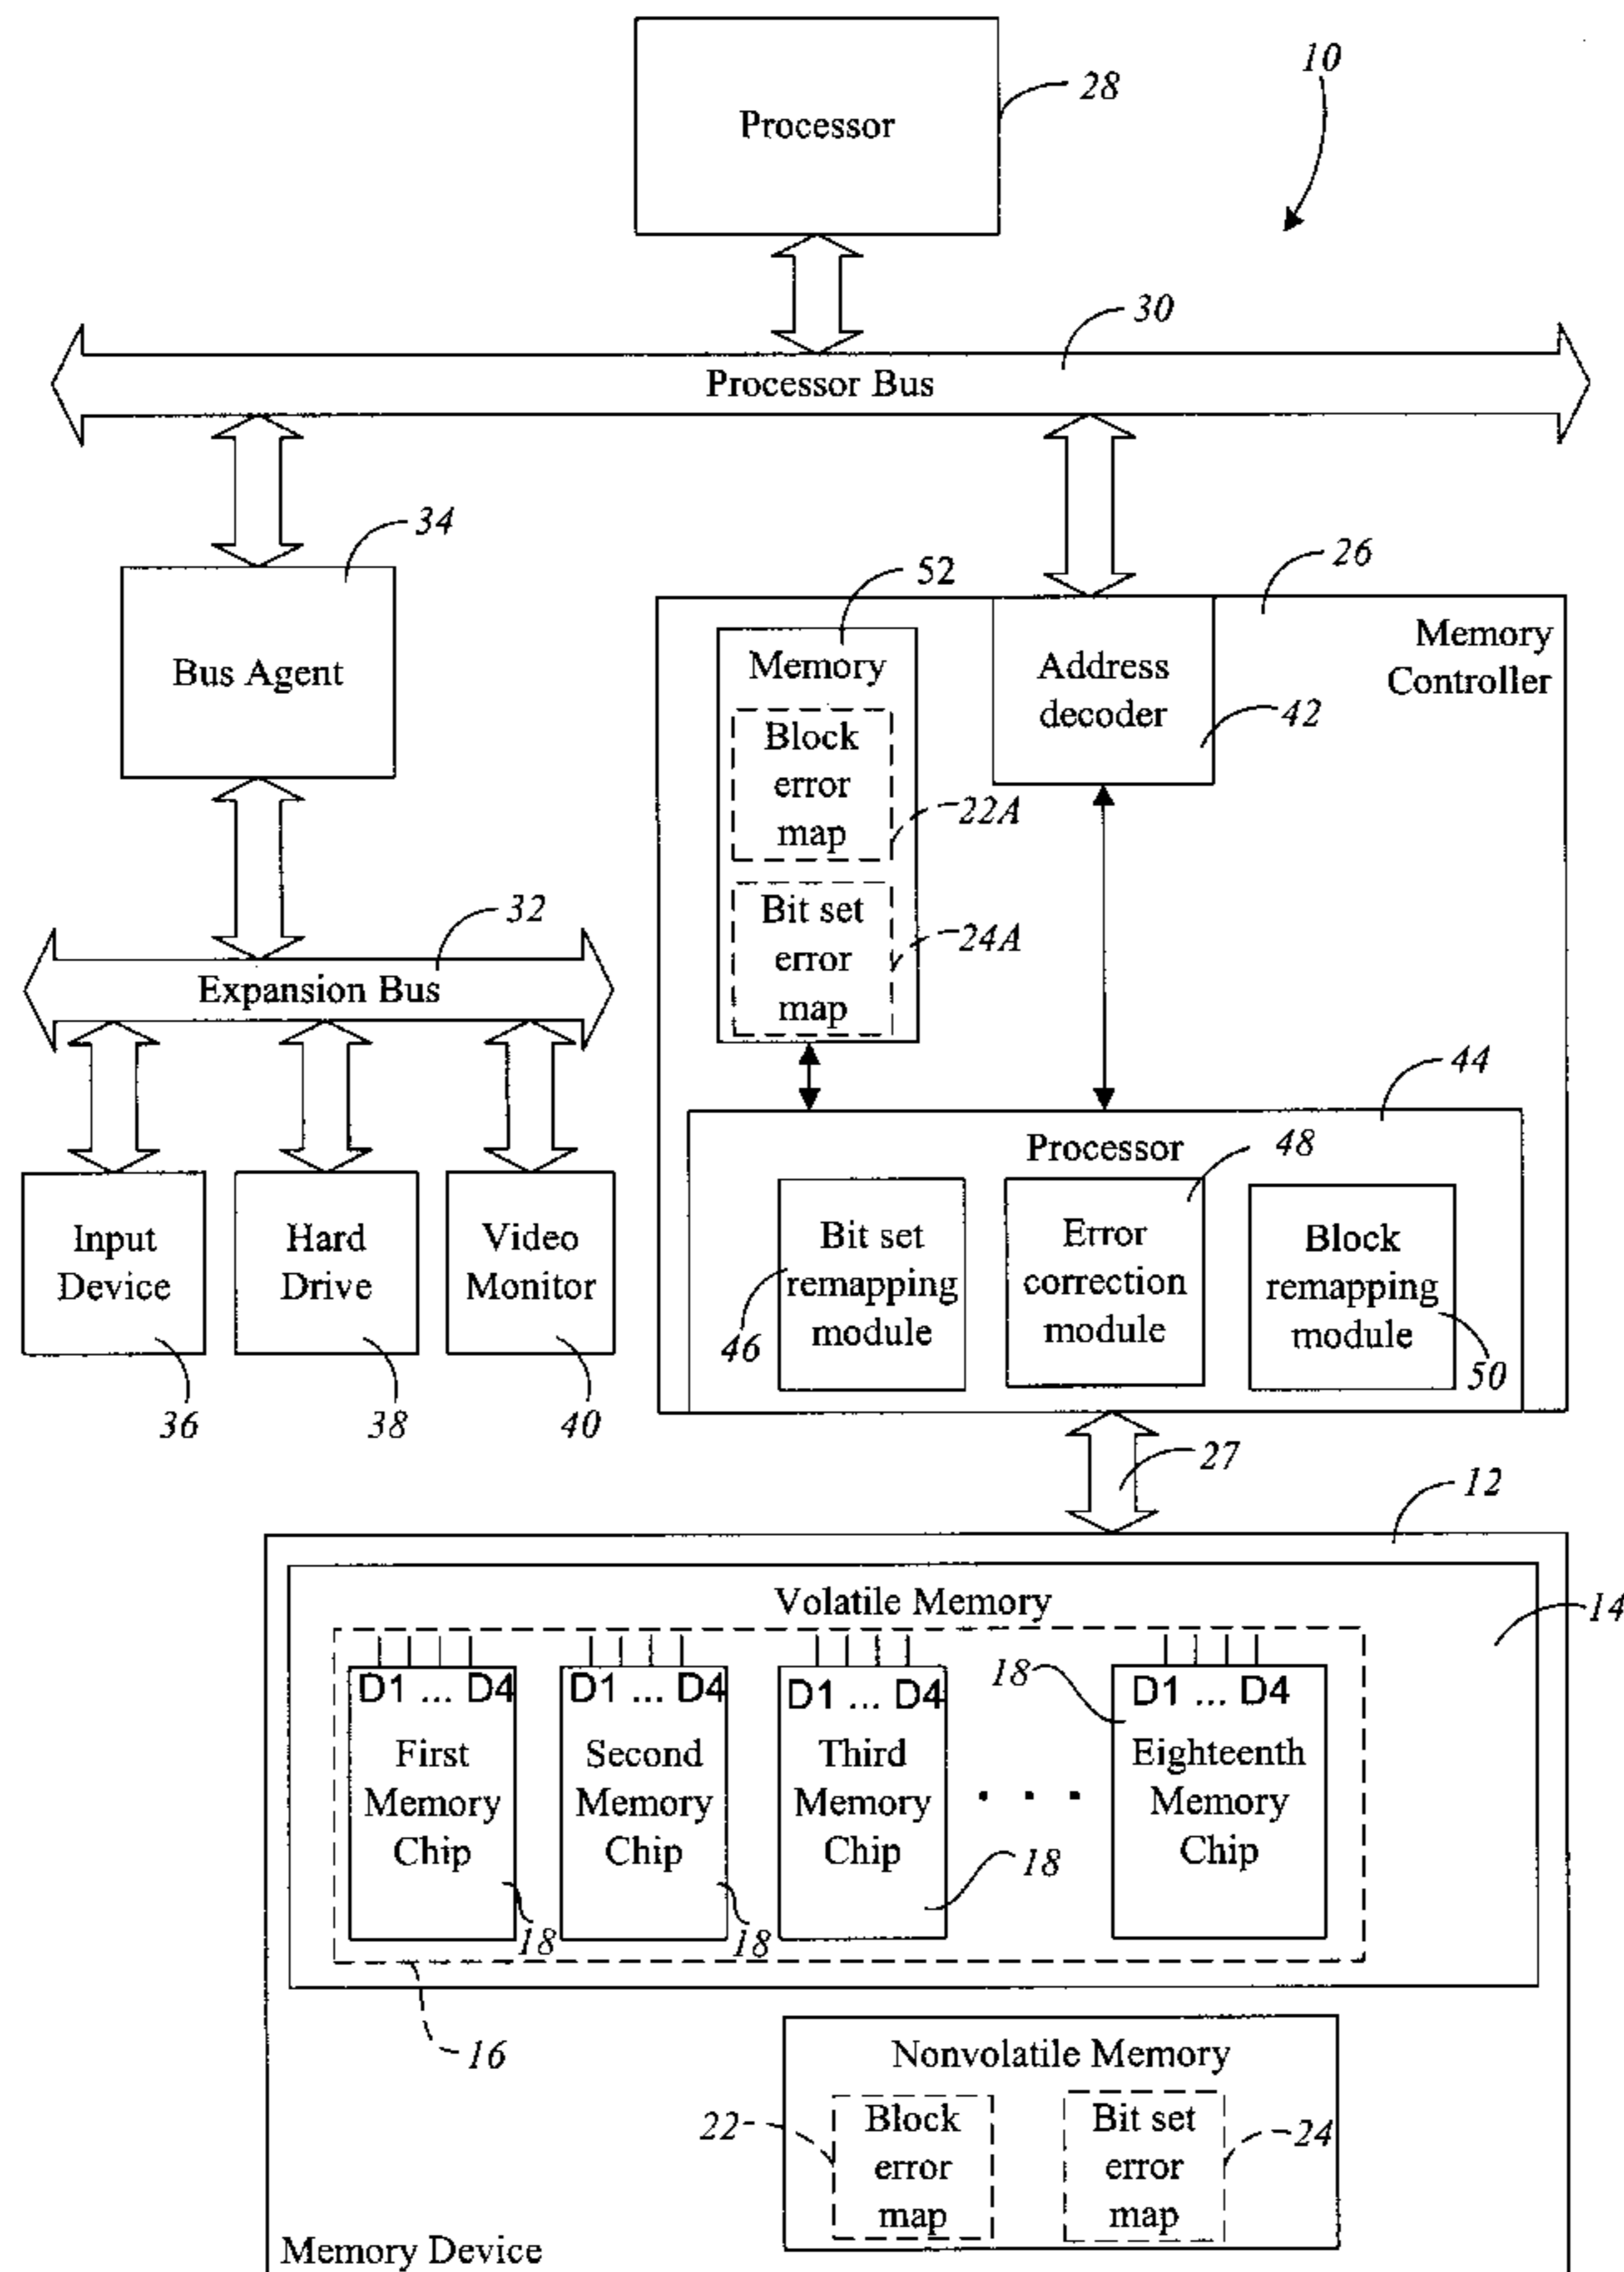 10
Processor
28
30
Processor Bus
34
Bus Agent
52
26
Memory
Controller
Memory
Address
decoder
42
Block
error
map
22A
Bit set
error
map
24A
32
Expansion Bus
Input
Device
36
Hard
Drive
38
Video
Monitor
40
44
Processor
48
Bit set
remapping
module
46
Error
correction
module
Block
remapping
module
50
27
12
Volatile Memory
14
D1 ... D4
First
Memory
Chip
18
D1 ... D4
Second
Memory
Chip
18
D1 ... D4
Third
Memory
Chip
18
. . .
18
D1 ... D4
Eighteenth
Memory
Chip
16
Nonvolatile Memory
22
Block
error
map
Bit set
error
map
24
Memory Device